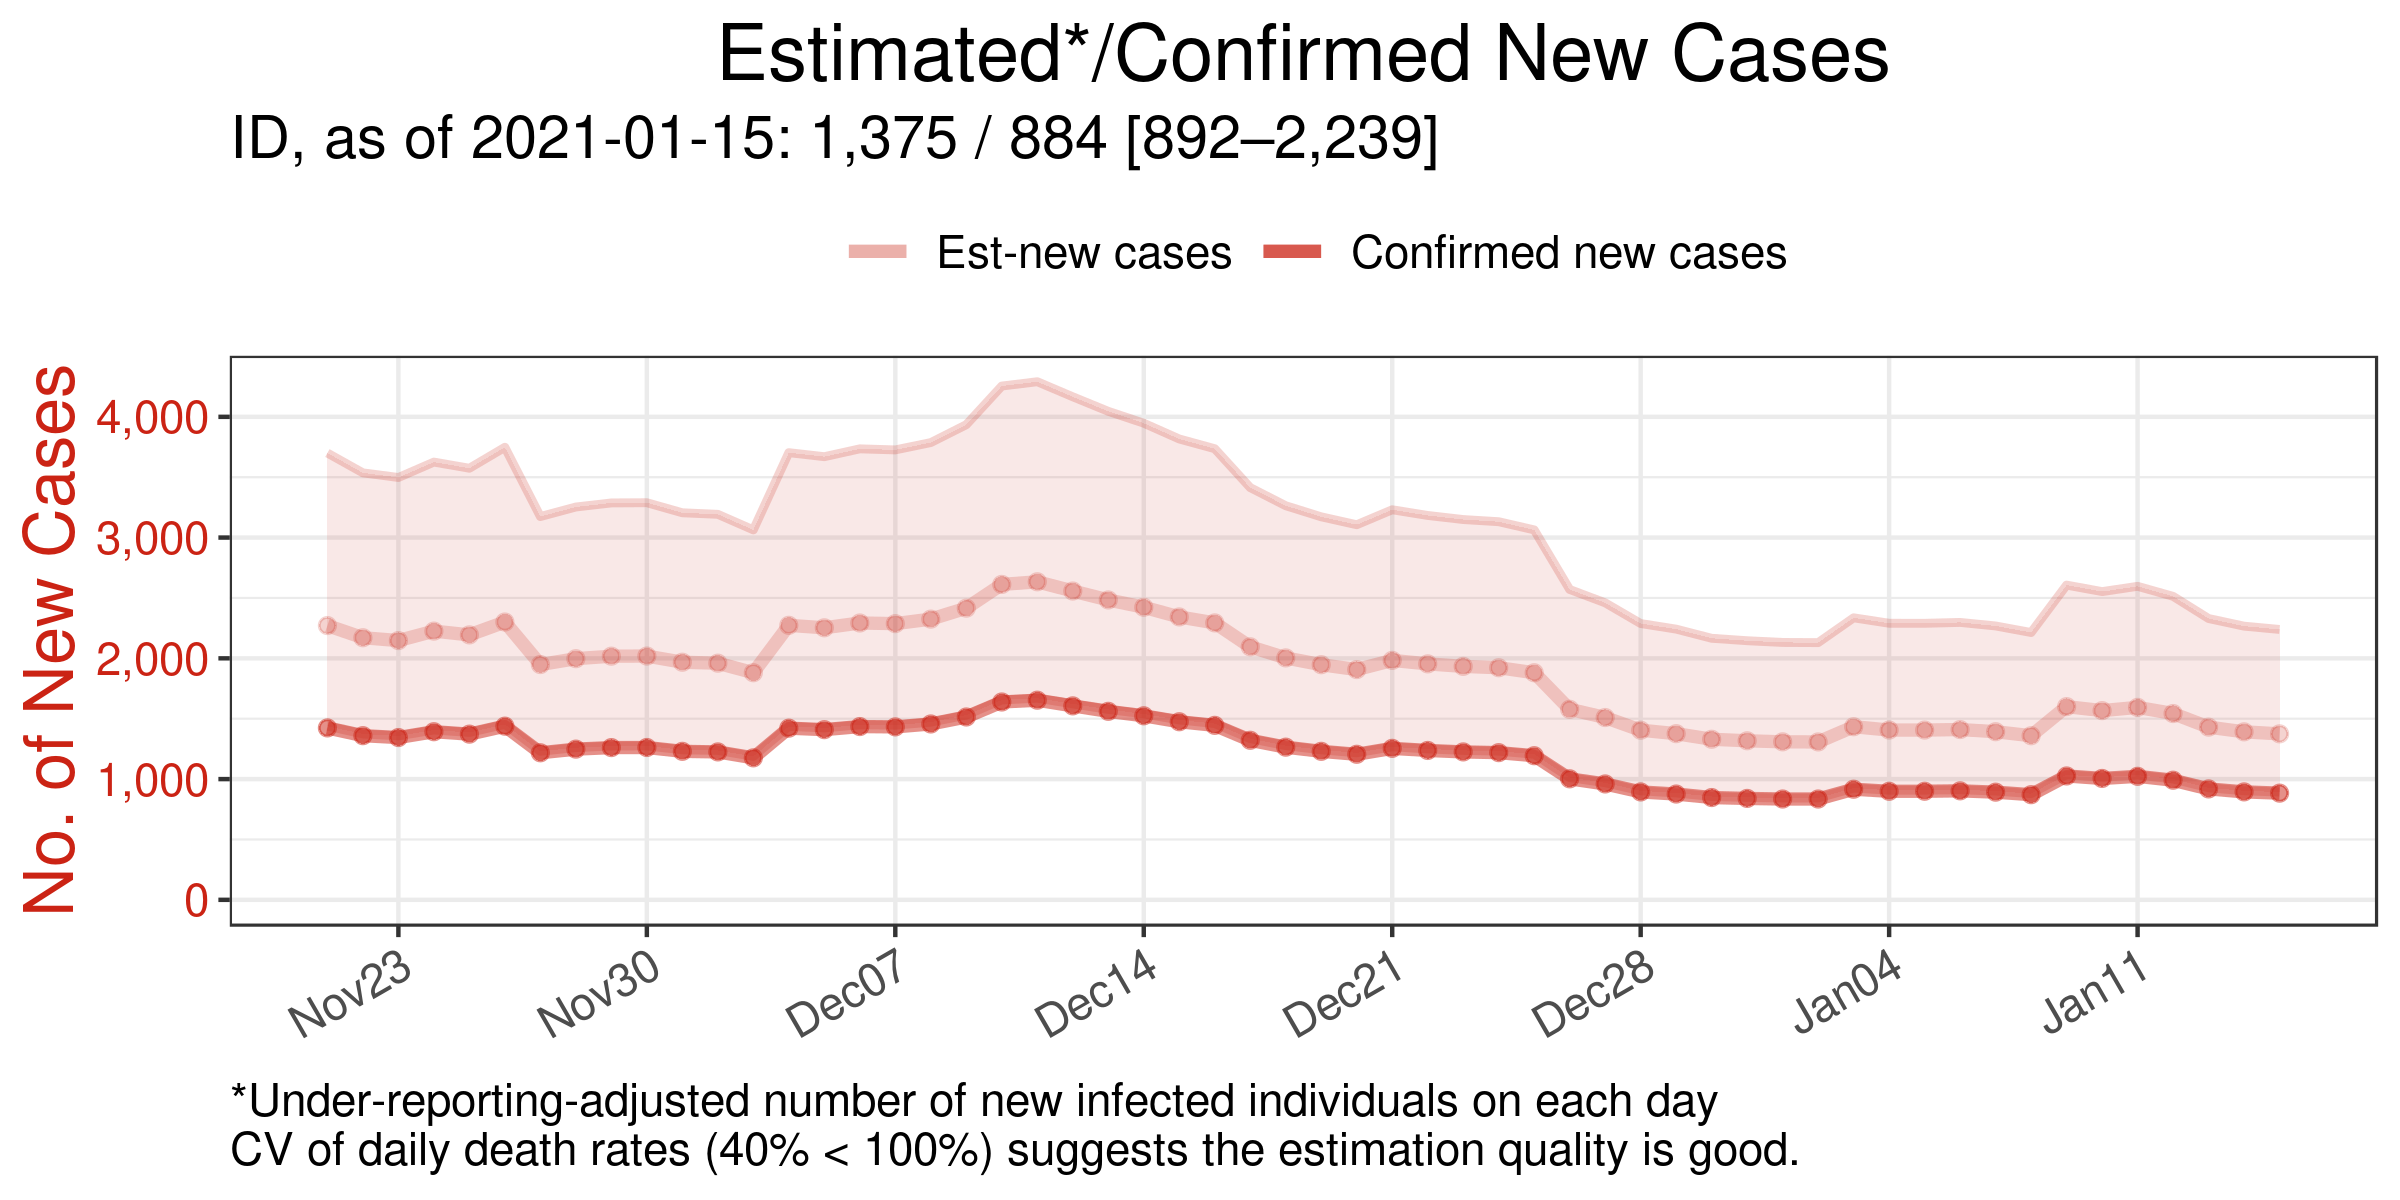 Estimated*/Confirmed New Cases
ID, as of 2021-01-15: 1,375 / 884 [892–2,239]
Est-new cases Confirmed new cases
No. of New Cases
4,000
3,000
2,000
1,000
0
Nov23 Nov30 Dec07 Dec14 Dec21 Dec28 Jan04 Jan11
*Under-reporting-adjusted number of new infected individuals on each day
CV of daily death rates (40% < 100%) suggests the estimation quality is good.